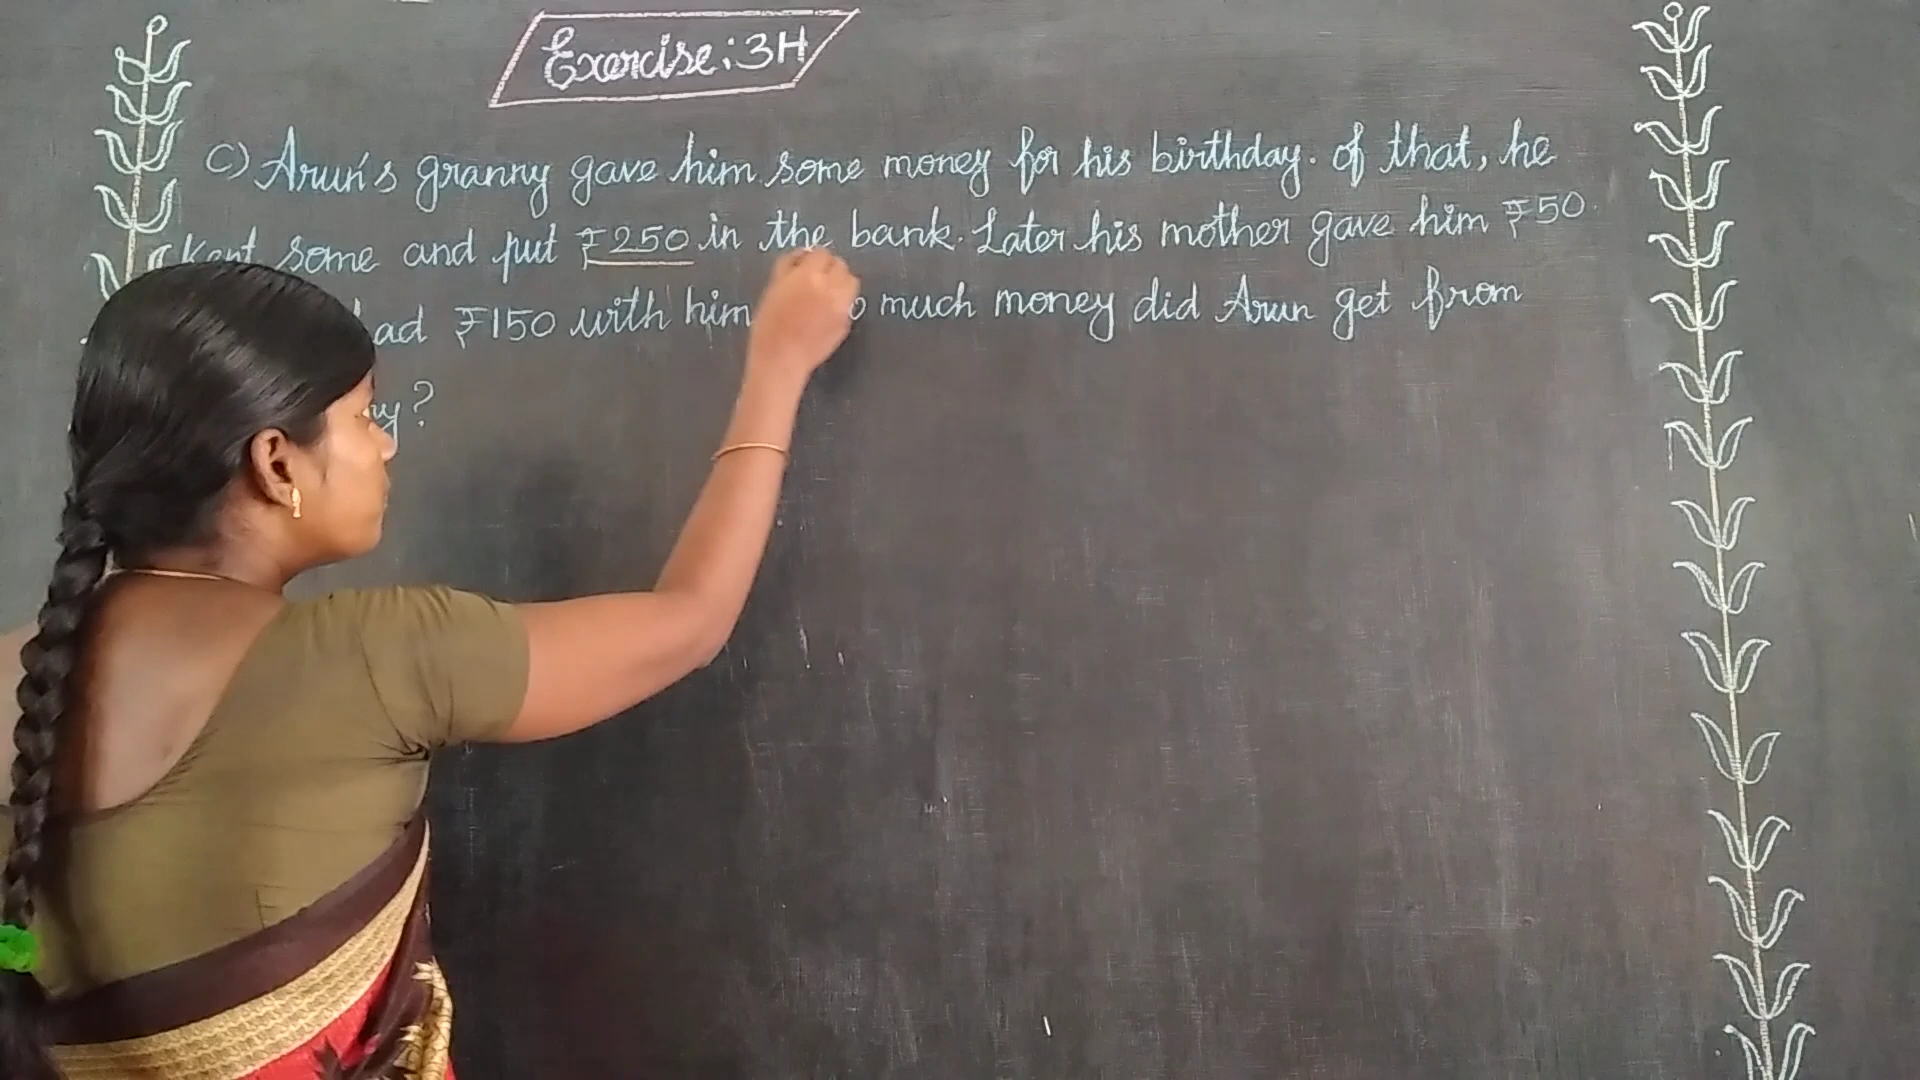 Exercise: 3H
C) Arun's granny gave him some money for his birthday. of that, he
kept some and put ₹250 in the bank. Later his mother gave him ₹50.
₹150 with him much money did Arun get from
?